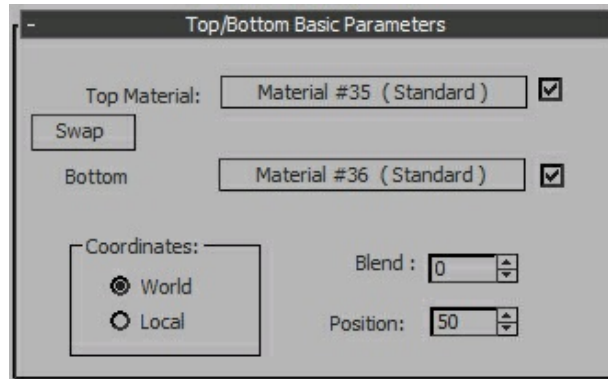 - Top/Bottom Basic Parameters
Top Material: Material #35 ( Standard )
Swap
Bottom Material #36 ( Standard )
Coordinates:
World
Local
Blend : 0
Position: 50